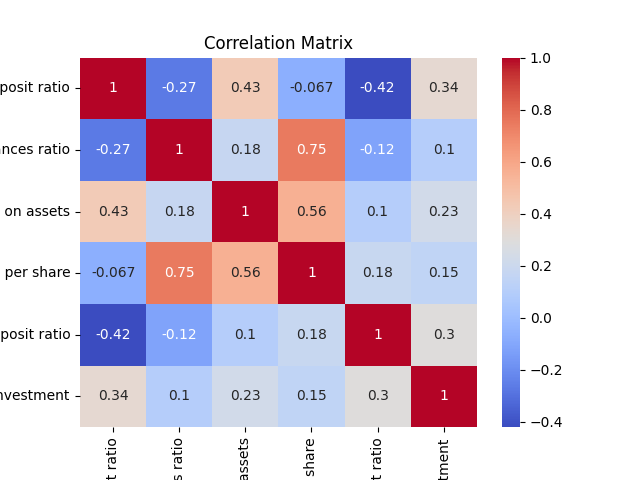 Correlation Matrix
posit ratio 1 -0.27 0.43 -0.067 -0.42 0.34
nces ratio -0.27 1 0.18 0.75 -0.12 0.1
on assets 0.43 0.18 1 0.56 0.1 0.23
per share -0.067 0.75 0.56 1 0.18 0.15
posit ratio -0.42 -0.12 0.1 0.18 1 0.3
nvestment 0.34 0.1 0.23 0.15 0.3 1
t ratio
s ratio
assets
share
t ratio
tment
1.0
0.8
0.6
0.4
0.2
0.0
−0.2
−0.4